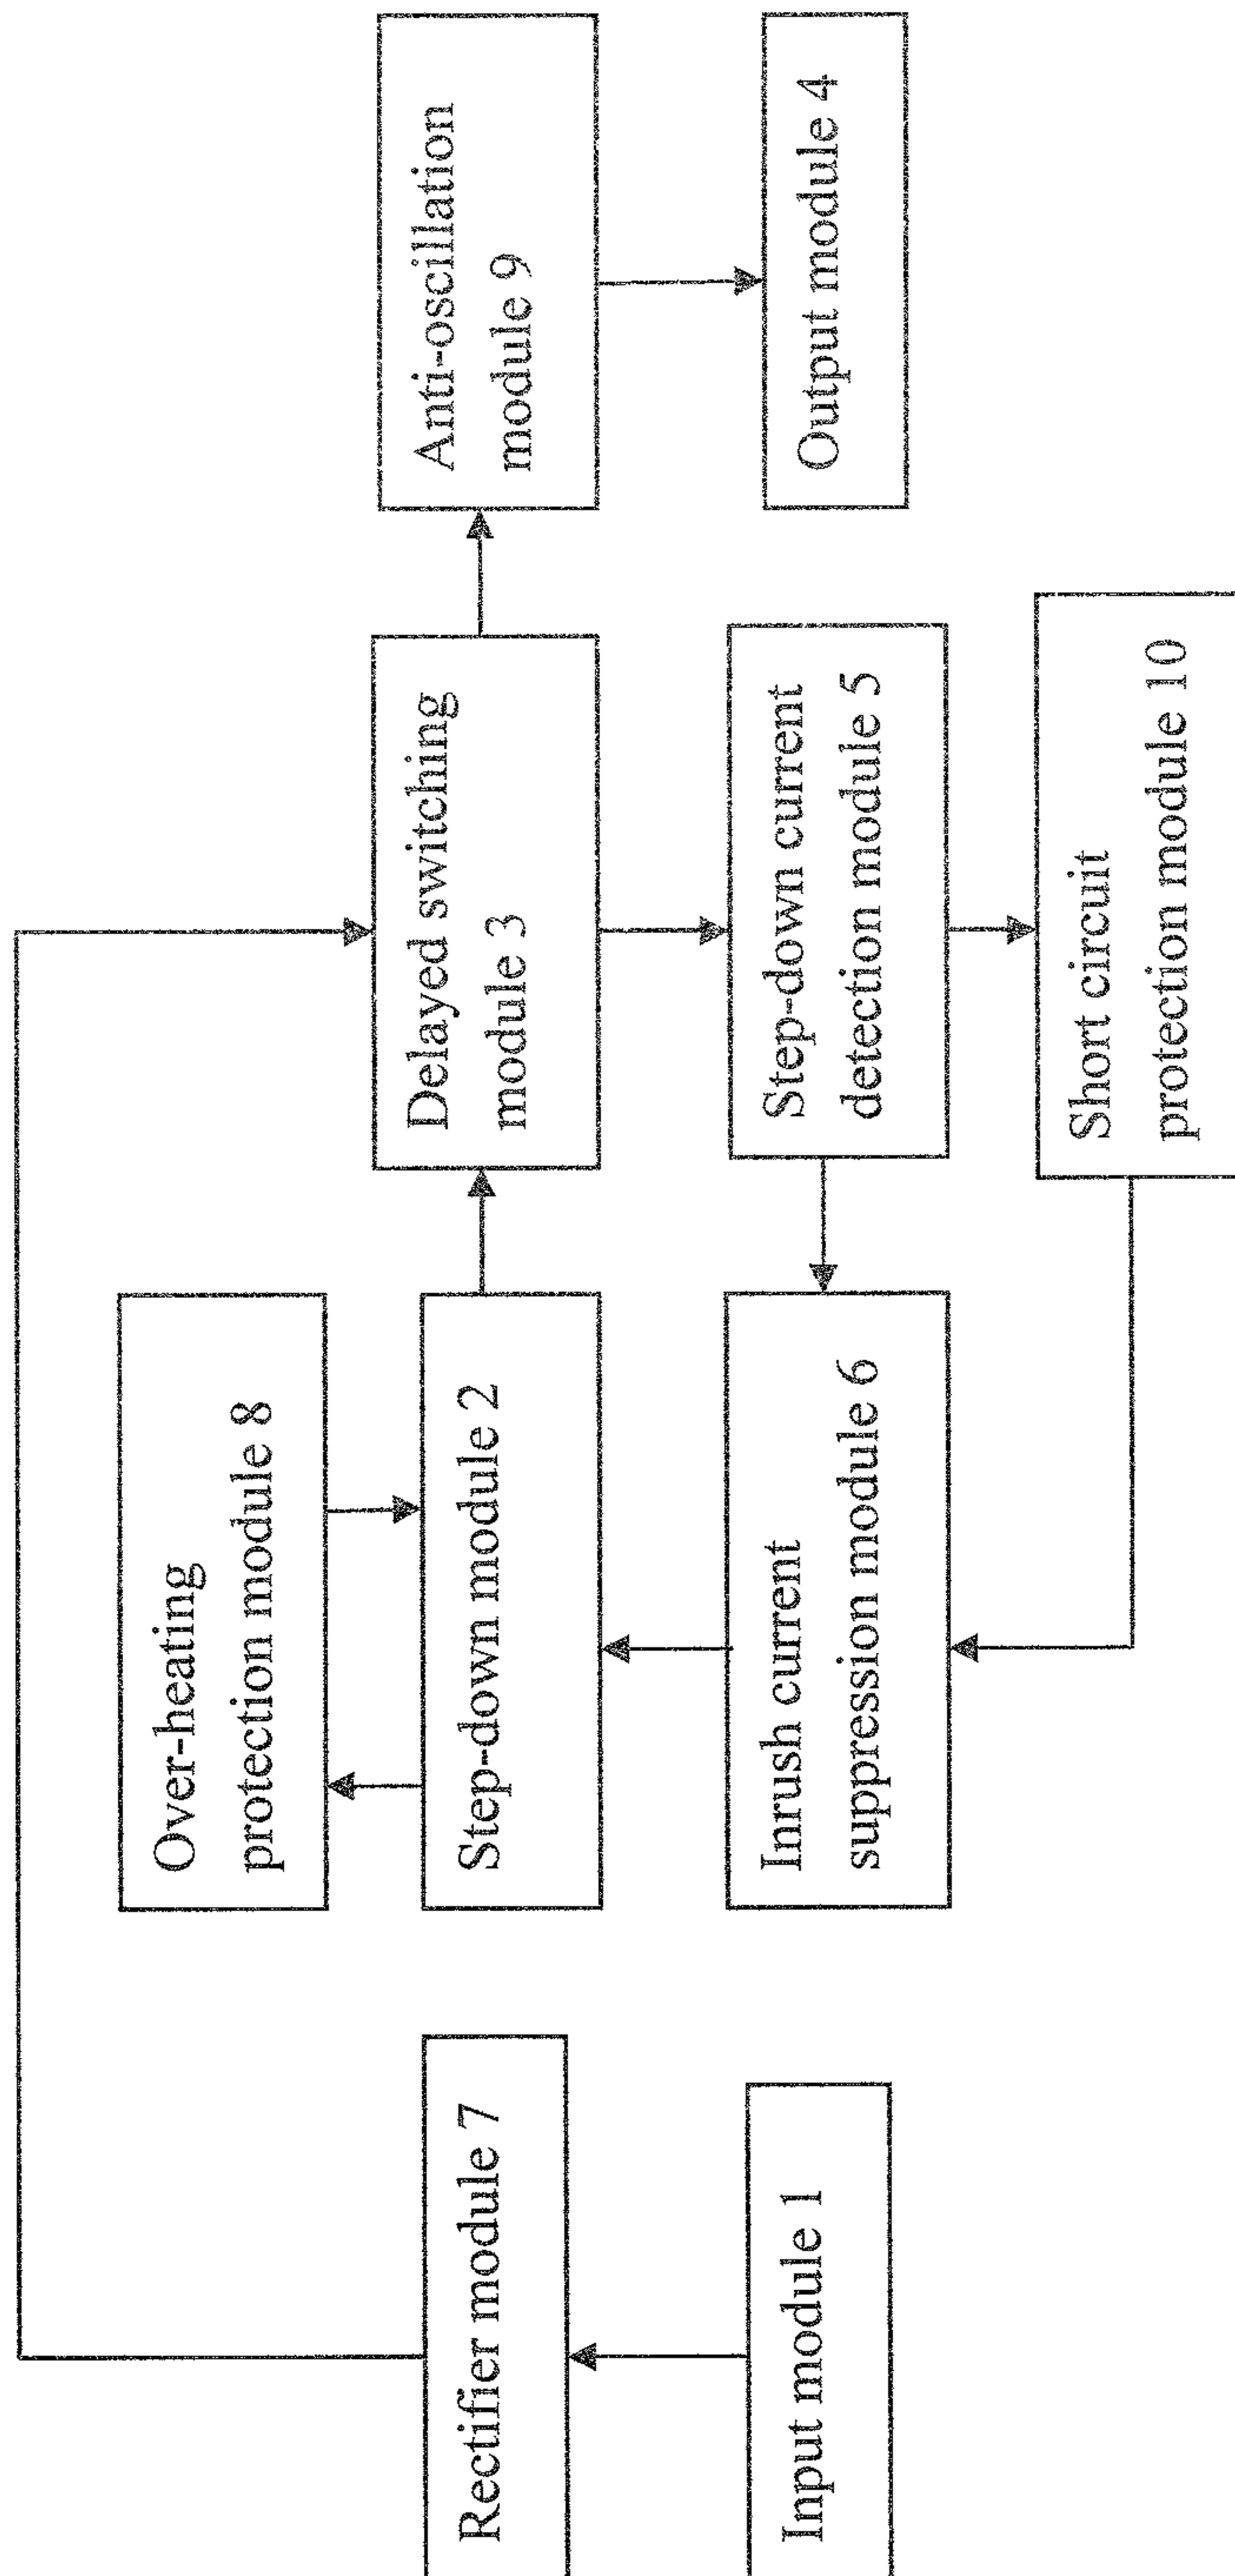 Over-heating
protection module 8
Rectifier module 7
Step-down module 2
Delayed switching
module 3
Anti-oscillation
module 9
Input module 1
Inrush current
suppression module 6
Step-down current
detection module 5
Output module 4
Short circuit
protection module 10